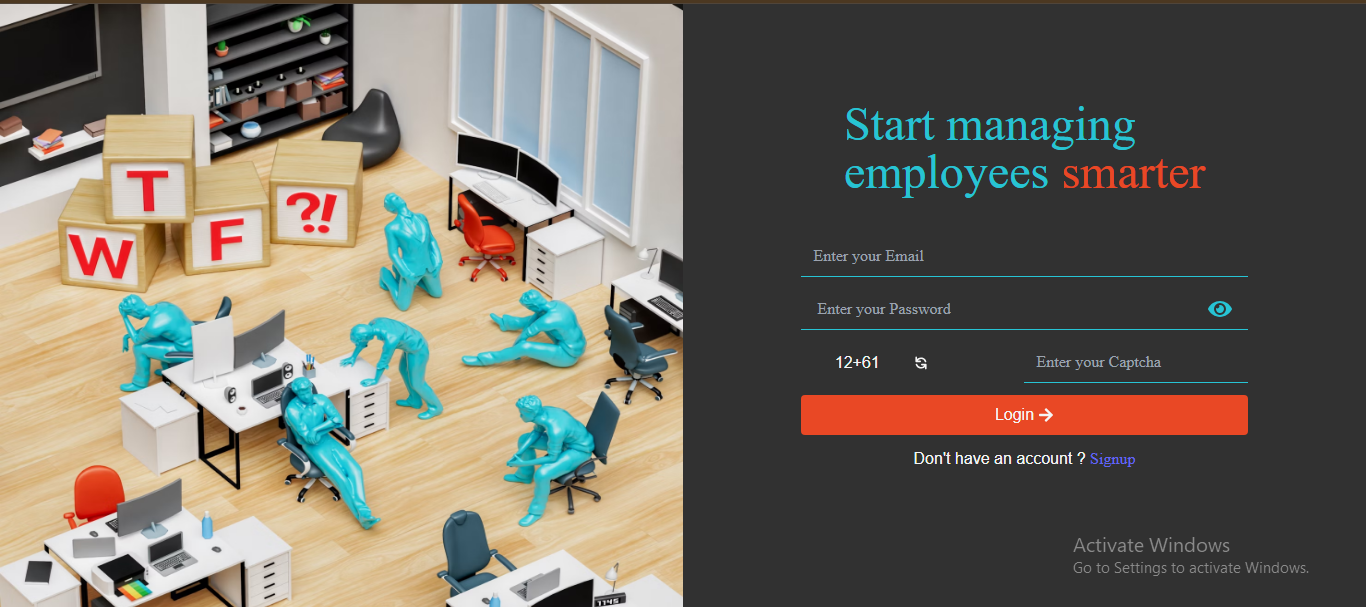 T
W F ?!
Start managing
employees smarter
Enter your Email
Enter your Password
12+61
Enter your Captcha
Login →
Don't have an account ? Signup
Activate Windows
Go to Settings to activate Windows.